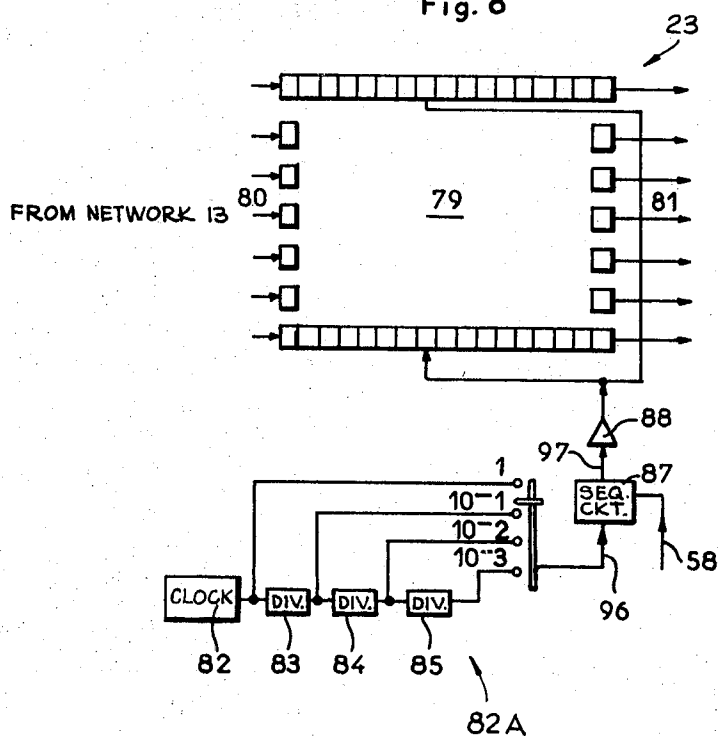 Fig. 6
23
80
79
81
FROM NETWORK 13
88
97
87
SEQ.
CKT.
1
10-1
10-2
10-3
58
96
CLOCK
DIV.
DIV.
DIV.
82
83
84
85
82A